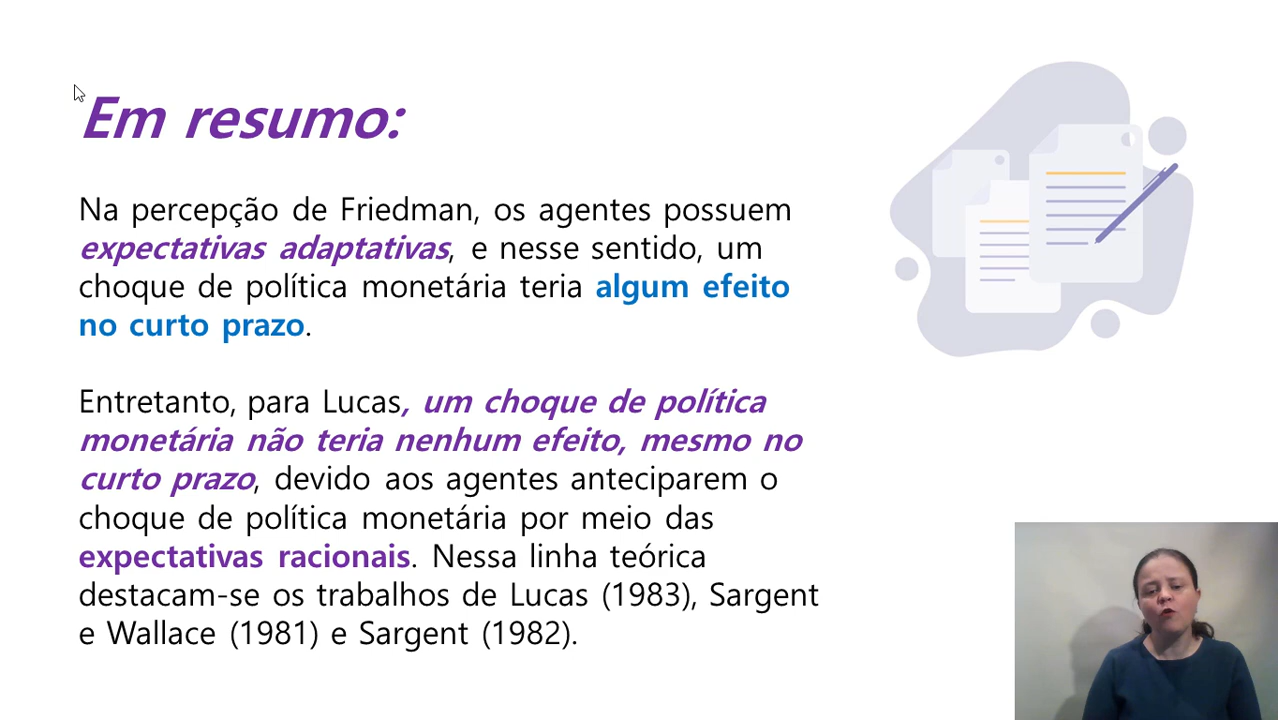 Em resumo:
Na percepção de Friedman, os agentes possuem
expectativas adaptativas, e nesse sentido, um
choque de política monetária teria algum efeito
no curto prazo.
Entretanto, para Lucas, um choque de política
monetária não teria nenhum efeito, mesmo no
curto prazo, devido aos agentes anteciparem o
choque de política monetária por meio das
expectativas racionais. Nessa linha teórica
destacam-se os trabalhos de Lucas (1983), Sargent
e Wallace (1981) e Sargent (1982).